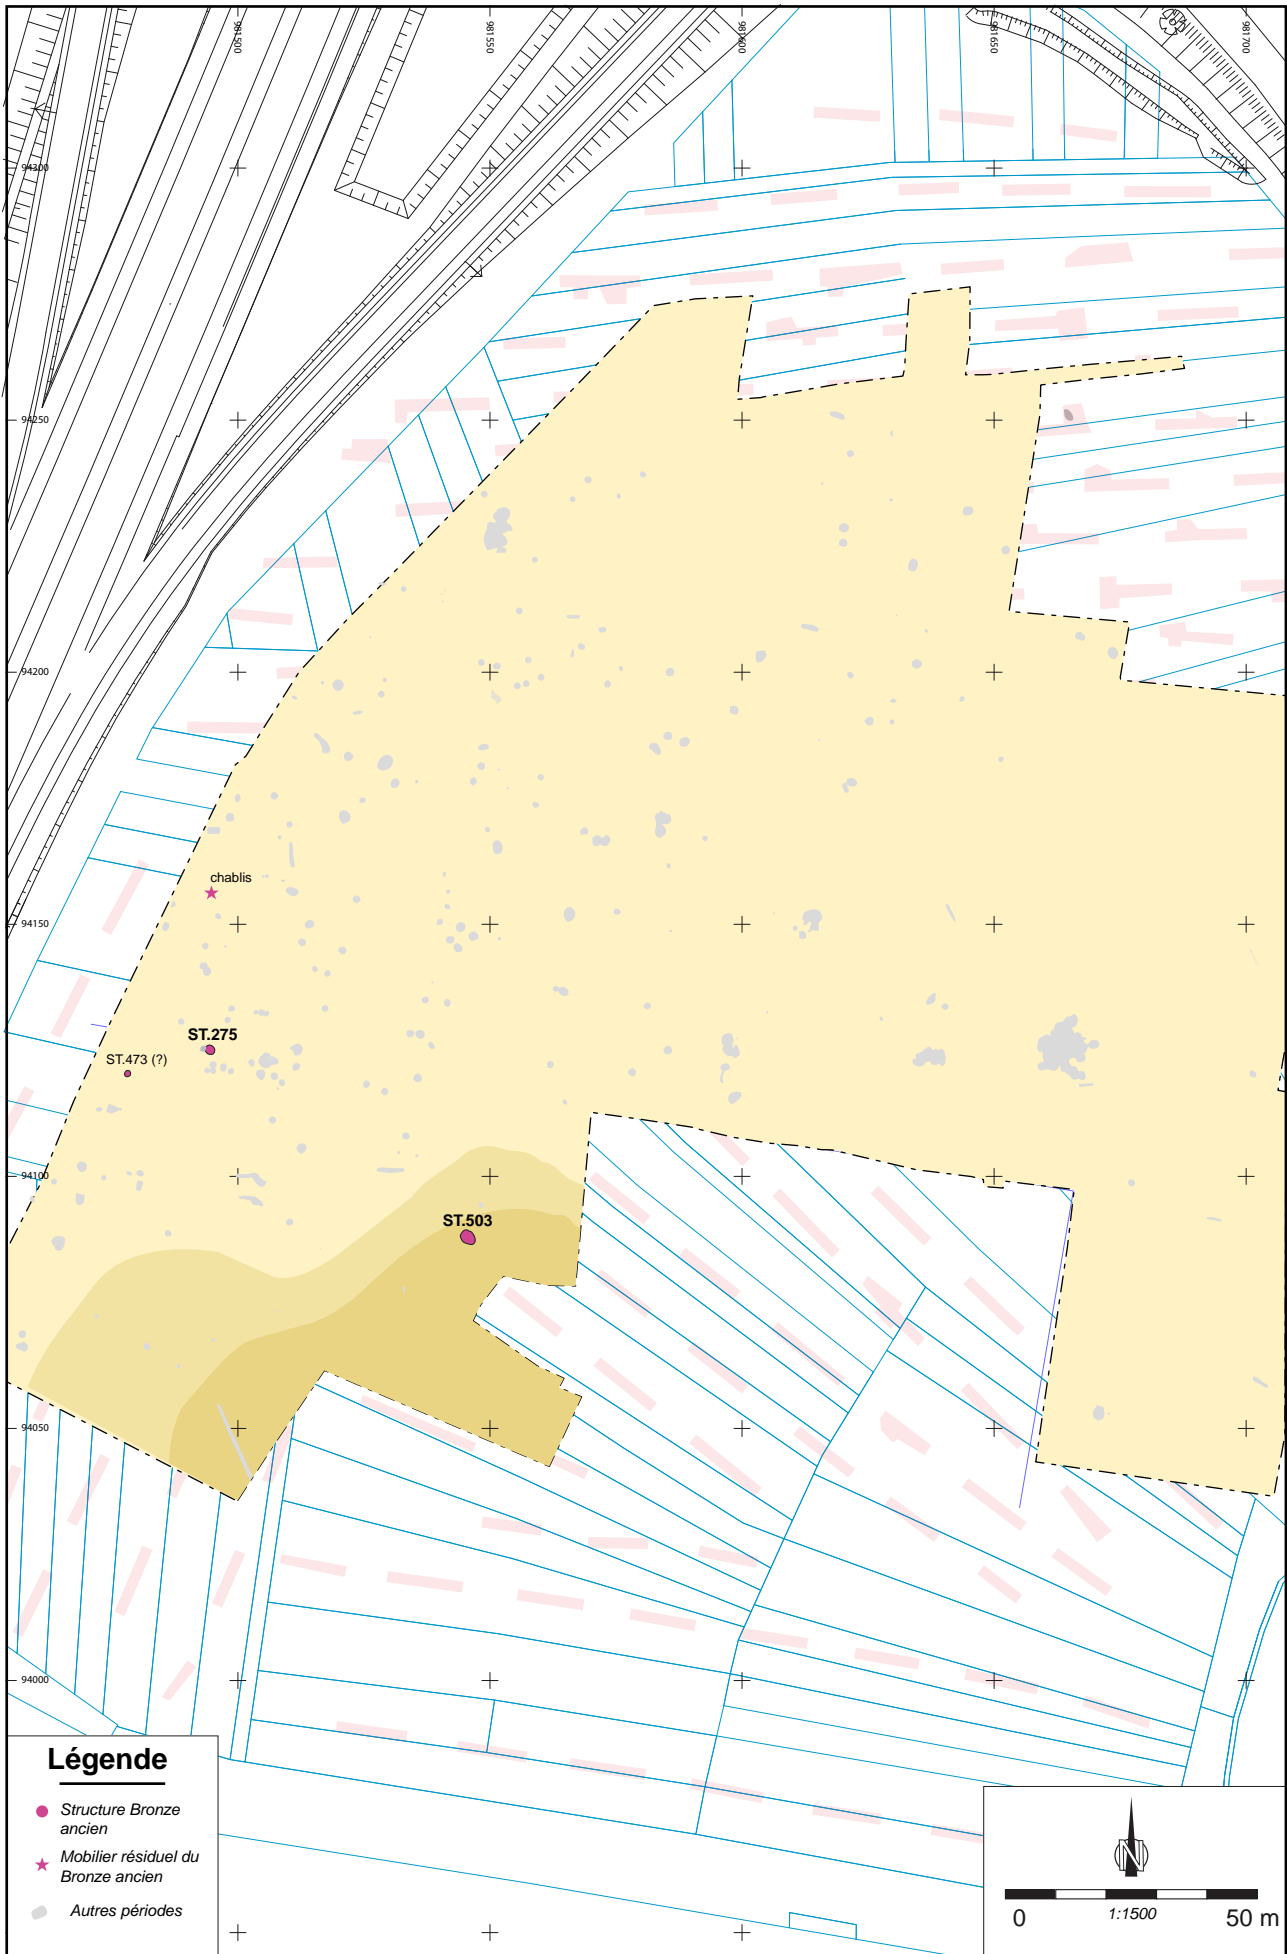 981500
981550
981600
981650
981700
94300
94250
94200
chablis
94150
ST.275
ST.473 (?)
94100
ST.503
94050
94000
Légende
Structure Bronze
ancien
Mobilier résiduel du
Bronze ancien
Autres périodes
N
0
1:1500
50 m